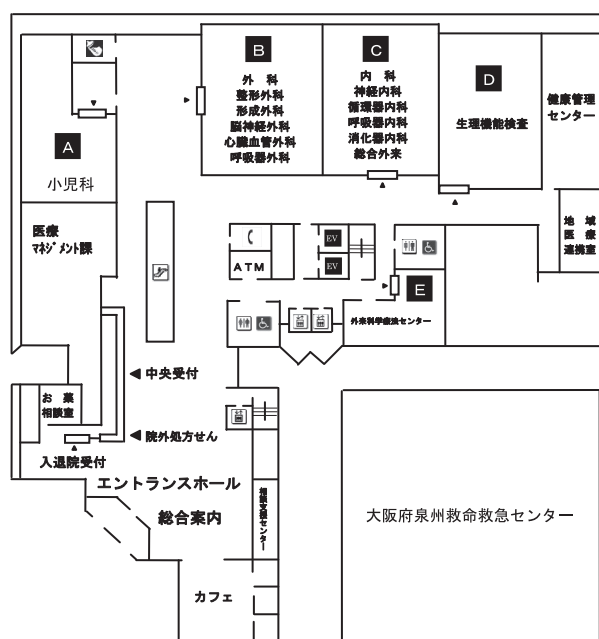 B
外　科
整形外科
形成外科
脳神経外科
心臓血管外科
呼吸器外科
C
内　科
神経内科
循環器内科
呼吸器内科
消化器内科
総合外来
D
生理機能検査
健康管理
センター
A
小児科
医療
マネジメント課
地　域
医　療
連携室
ATM
EV
EV
E
外来科学療法センター
中央受付
お　薬
相談室
院外処方せん
入退院受付
エントランスホール
総合案内
相談支援センター
大阪府泉州救命救急センター
カフェ